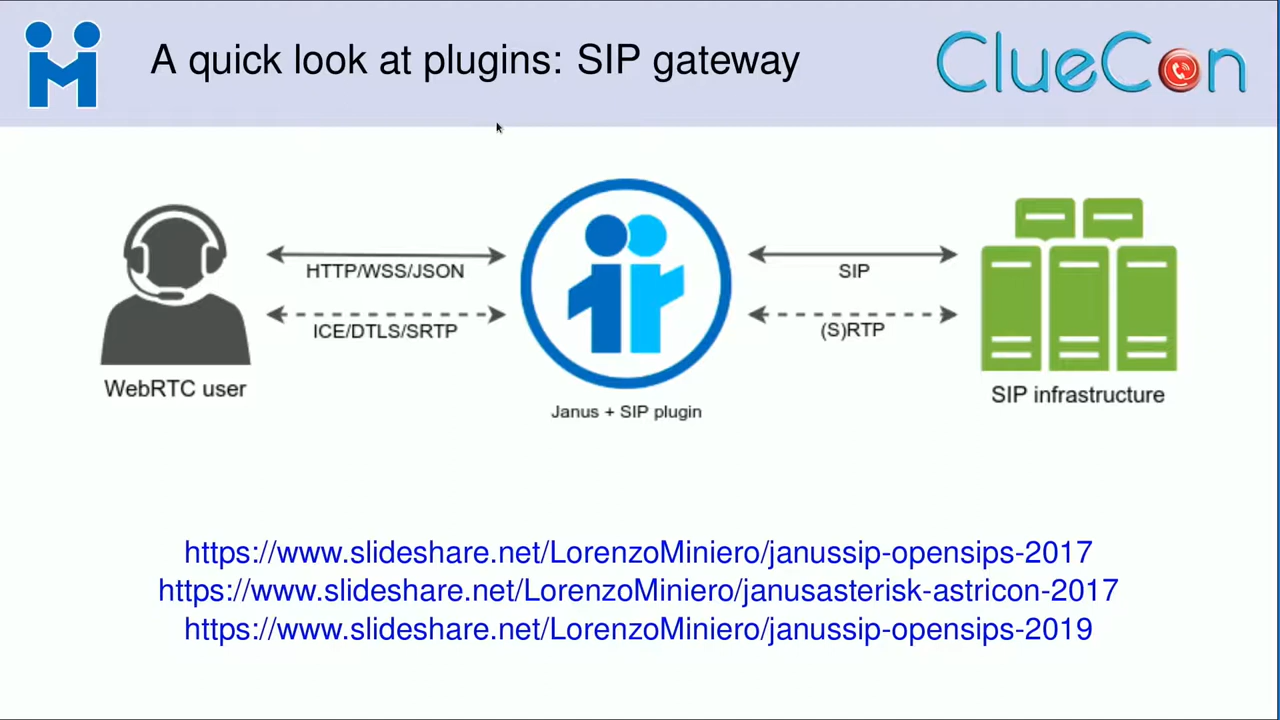 A quick look at plugins: SIP gateway
ClueCon
HTTP/WSS/JSON
SIP
ICE/DTLS/SRTP
(S)RTP
WebRTC user
Janus + SIP plugin
SIP infrastructure
https://www.slideshare.net/LorenzoMiniero/janussip-opensips-2017
https://www.slideshare.net/LorenzoMiniero/janusasterisk-astricon-2017
https://www.slideshare.net/LorenzoMiniero/janussip-opensips-2019